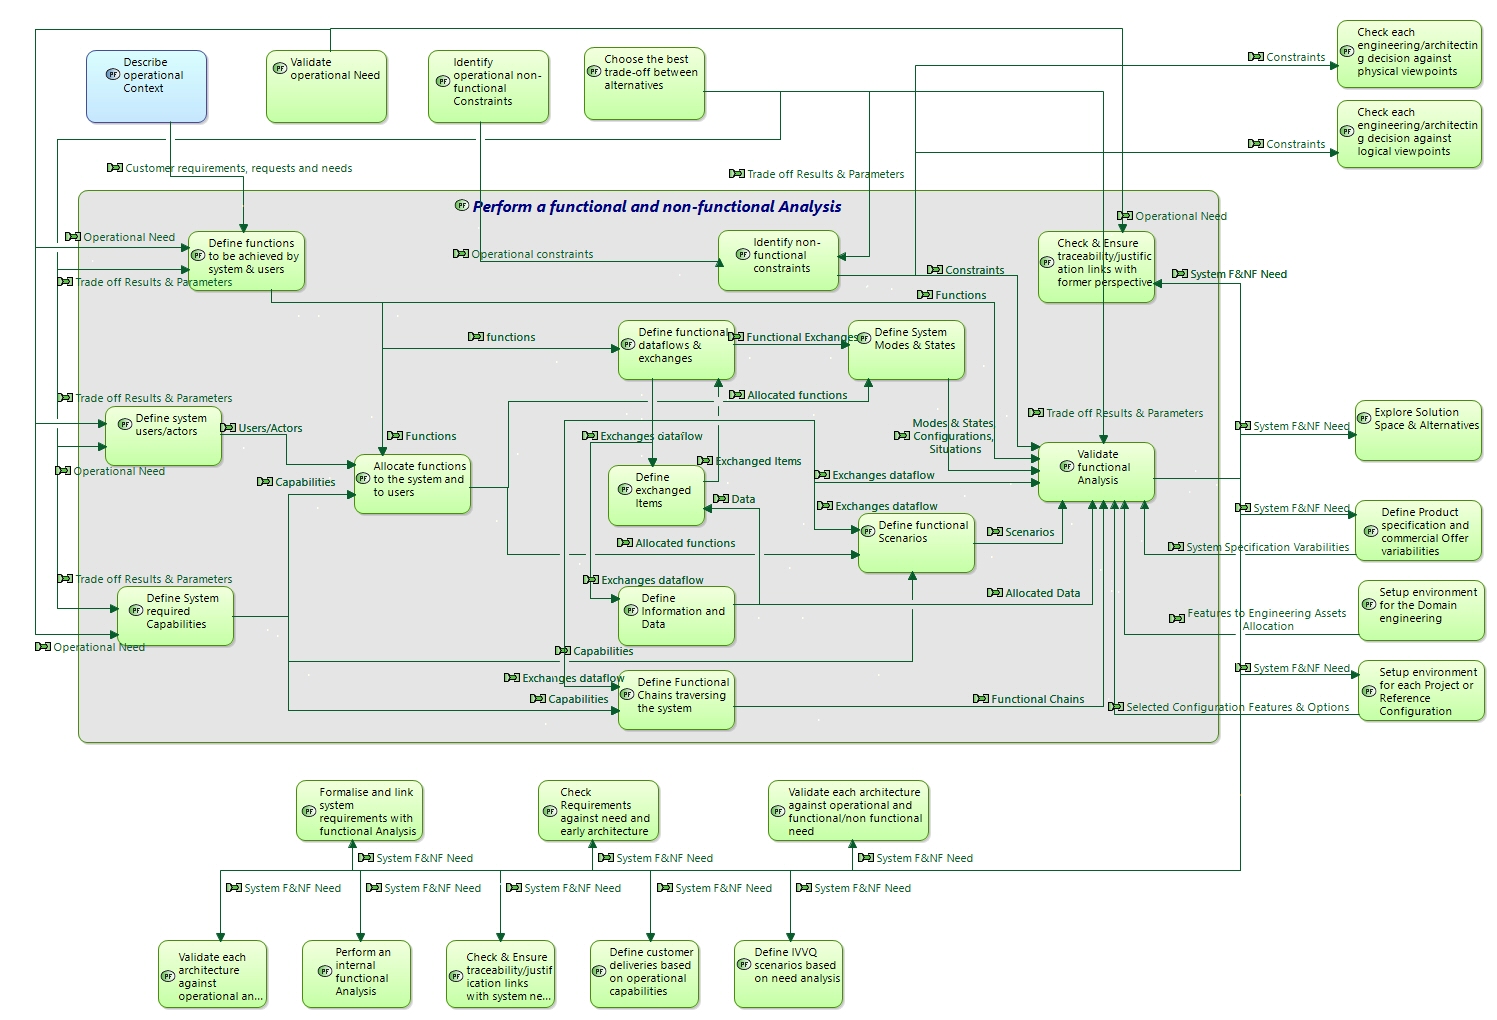 Describe
operational
Context
Validate
operational Need
Identify
operational non-
functional
Constraints
Choose the best
trade-off between
alternatives
Constraints
Check each
engineering/architectin
g decision against
physical viewpoints
Constraints
Check each
engineering/architectin
g decision against
logical viewpoints
Customer requirements, requests and needs
Trade off Results & Parameters
Perform a functional and non-functional Analysis
Operational Need
Operational Need
Define functions
to be achieved by
system & users
Operational constraints
Identify non-
functional
constraints
Check & Ensure
traceability/justific
ation links with
former perspective
Trade off Results & Parameters
Constraints
System F&NF Need
Functions
functions
Define functional
dataflows &
exchanges
Functional Exchanges
Define System
Modes & States
Trade off Results & Parameters
Allocated functions
Define system
users/actors
Users/Actors
Functions
Exchanges dataflow
Modes & States,
Configurations,
Situations
Trade off Results & Parameters
System F&NF Need
Explore Solution
Space & Alternatives
Operational Need
Capabilities
Allocate functions
to the system and
to users
Exchanged Items
Define
exchanged
Items
Data
Exchanges dataflow
Validate
functional
Analysis
Exchanges dataflow
Define functional
Scenarios
Scenarios
System F&NF Need
Define Product
specification and
commercial Offer
variabilities
System Specification Varabilities
Allocated functions
Trade off Results & Parameters
Define System
required
Capabilities
Exchanges dataflow
Define
Information and
Data
Allocated Data
Features to Engineering Assets
Allocation
Setup environment
for the Domain
engineering
Operational Need
Capabilities
Exchanges dataflow
Capabilities
Define Functional
Chains traversing
the system
Functional Chains
System F&NF Need
Setup environment
for each Project or
Reference
Configuration
Selected Configuration Features & Options
Formalise and link
system
requirements with
functional Analysis
Check
Requirements
against need and
early architecture
Validate each architecture
against operational and
functional/non functional
need
System F&NF Need
System F&NF Need
System F&NF Need
System F&NF Need
System F&NF Need
System F&NF Need
System F&NF Need
System F&NF Need
Validate each
architecture
against
operational an...
Perform an
internal
functional
Analysis
Check & Ensure
traceability/justif
ication links
with system ne...
Define customer
deliveries based
on operational
capabilities
Define IVVQ
scenarios based
on need analysis